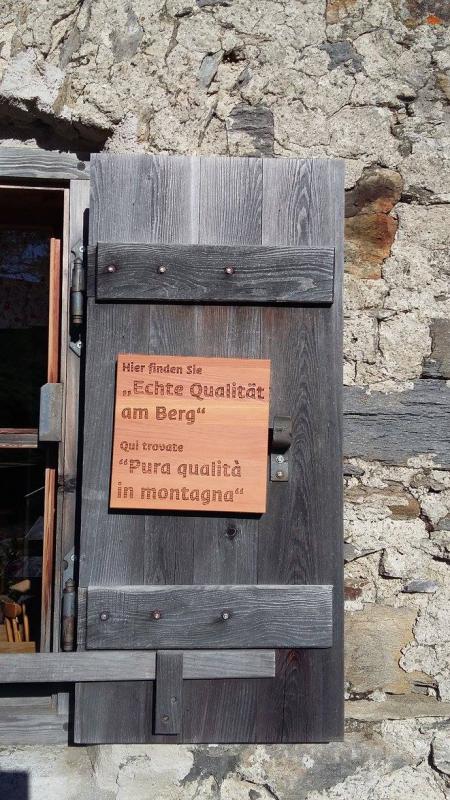 Hier finden Sie
„Echte Qualität
am Berg“
Qui trovate
“Pura qualità
in montagna“